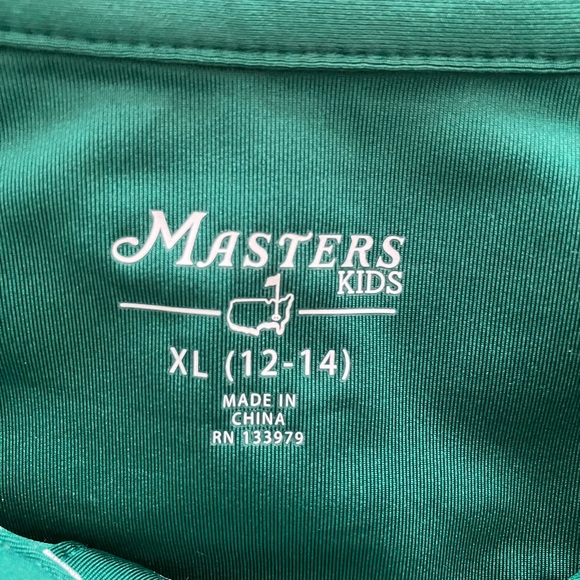 MASTERS
KIDS
XL (12-14)
MADE IN
CHINA
RN 133979